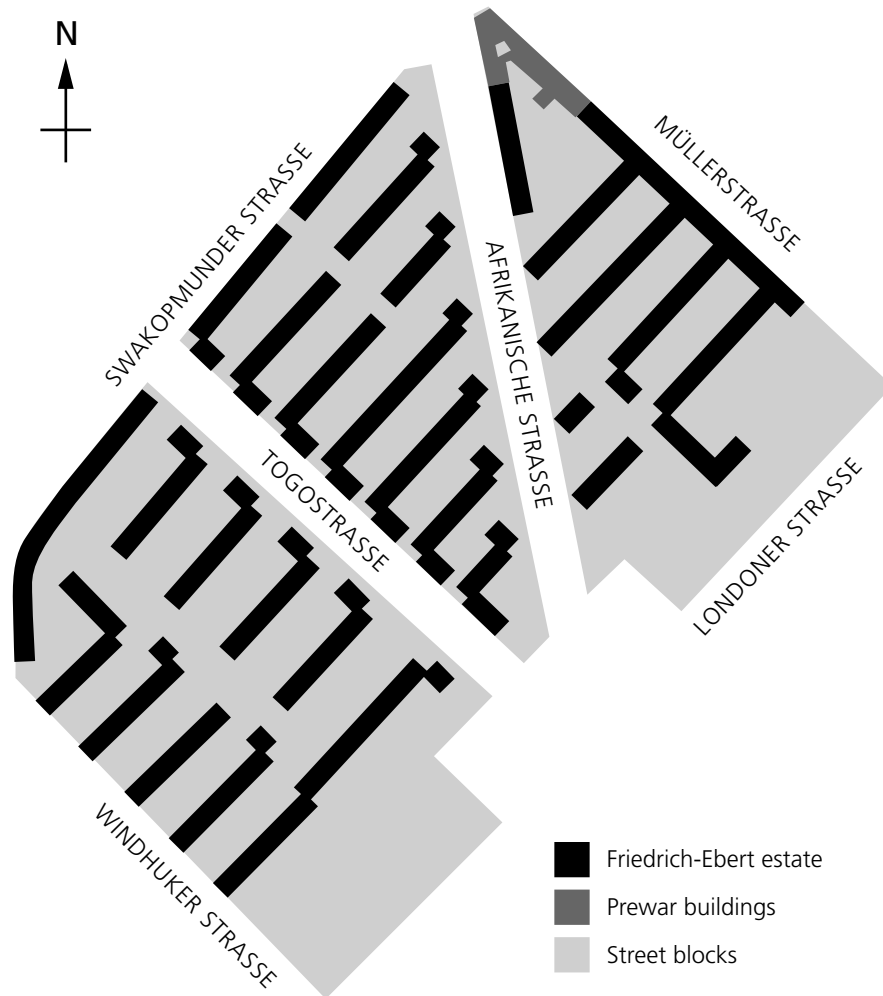 N
MÜLLERSTRASSE
SWAKOPMUNDER STRASSE
AFRIKANISCHE STRASSE
TOGOSTRASSE
LONDONER STRASSE
WINDHUKER STRASSE
Friedrich-Ebert estate
Prewar buildings
Street blocks